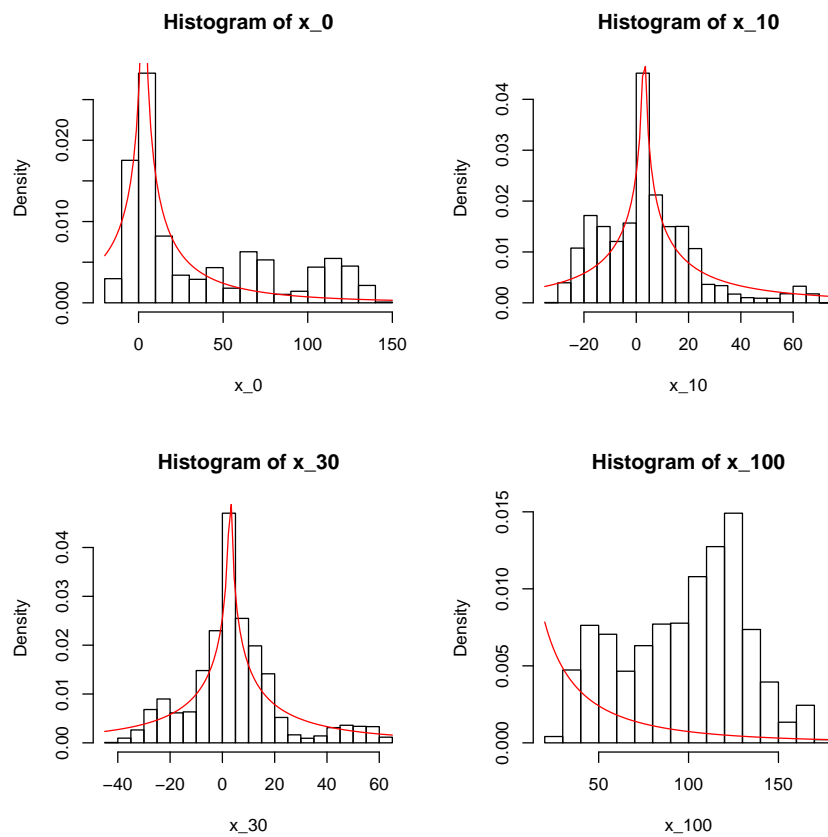 Histogram of x_0
Density
0.000
0.010
0.020
0
50
100
150
x_0
Histogram of x_10
Density
0.00
0.01
0.02
0.03
0.04
−20
0
20
40
60
x_10
Histogram of x_30
Density
0.00
0.01
0.02
0.03
0.04
−40
−20
0
20
40
60
x_30
Histogram of x_100
Density
0.000
0.005
0.010
0.015
50
100
150
x_100